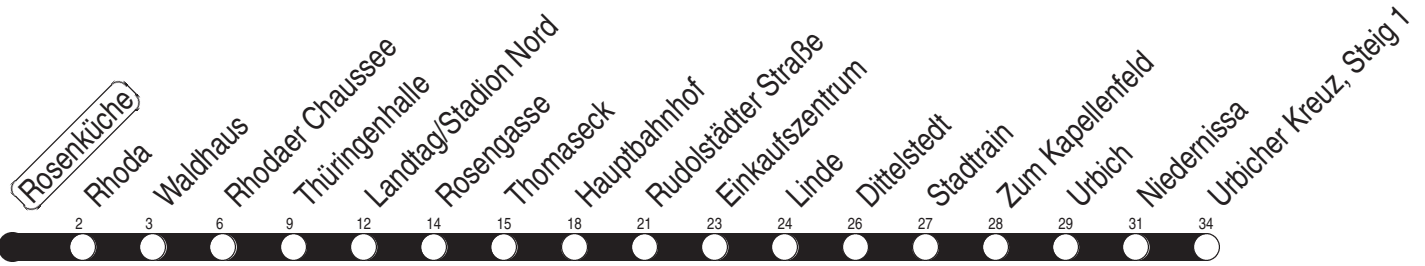 Rosenküche
Rhoda
Waldhaus
Rhodaer Chaussee
Thüringenhalle
Landtag/Stadion Nord
Rosengasse
Thomaseck
Hauptbahnhof
Rudolstädter Straße
Einkaufszentrum
Linde
Dittelstedt
Stadtrain
Zum Kapellenfeld
Urbich
Niedernissa
Urbicher Kreuz, Steig 1
2 3 6 9 12 14 15 18 21 23 24 26 27 28 29 31 34